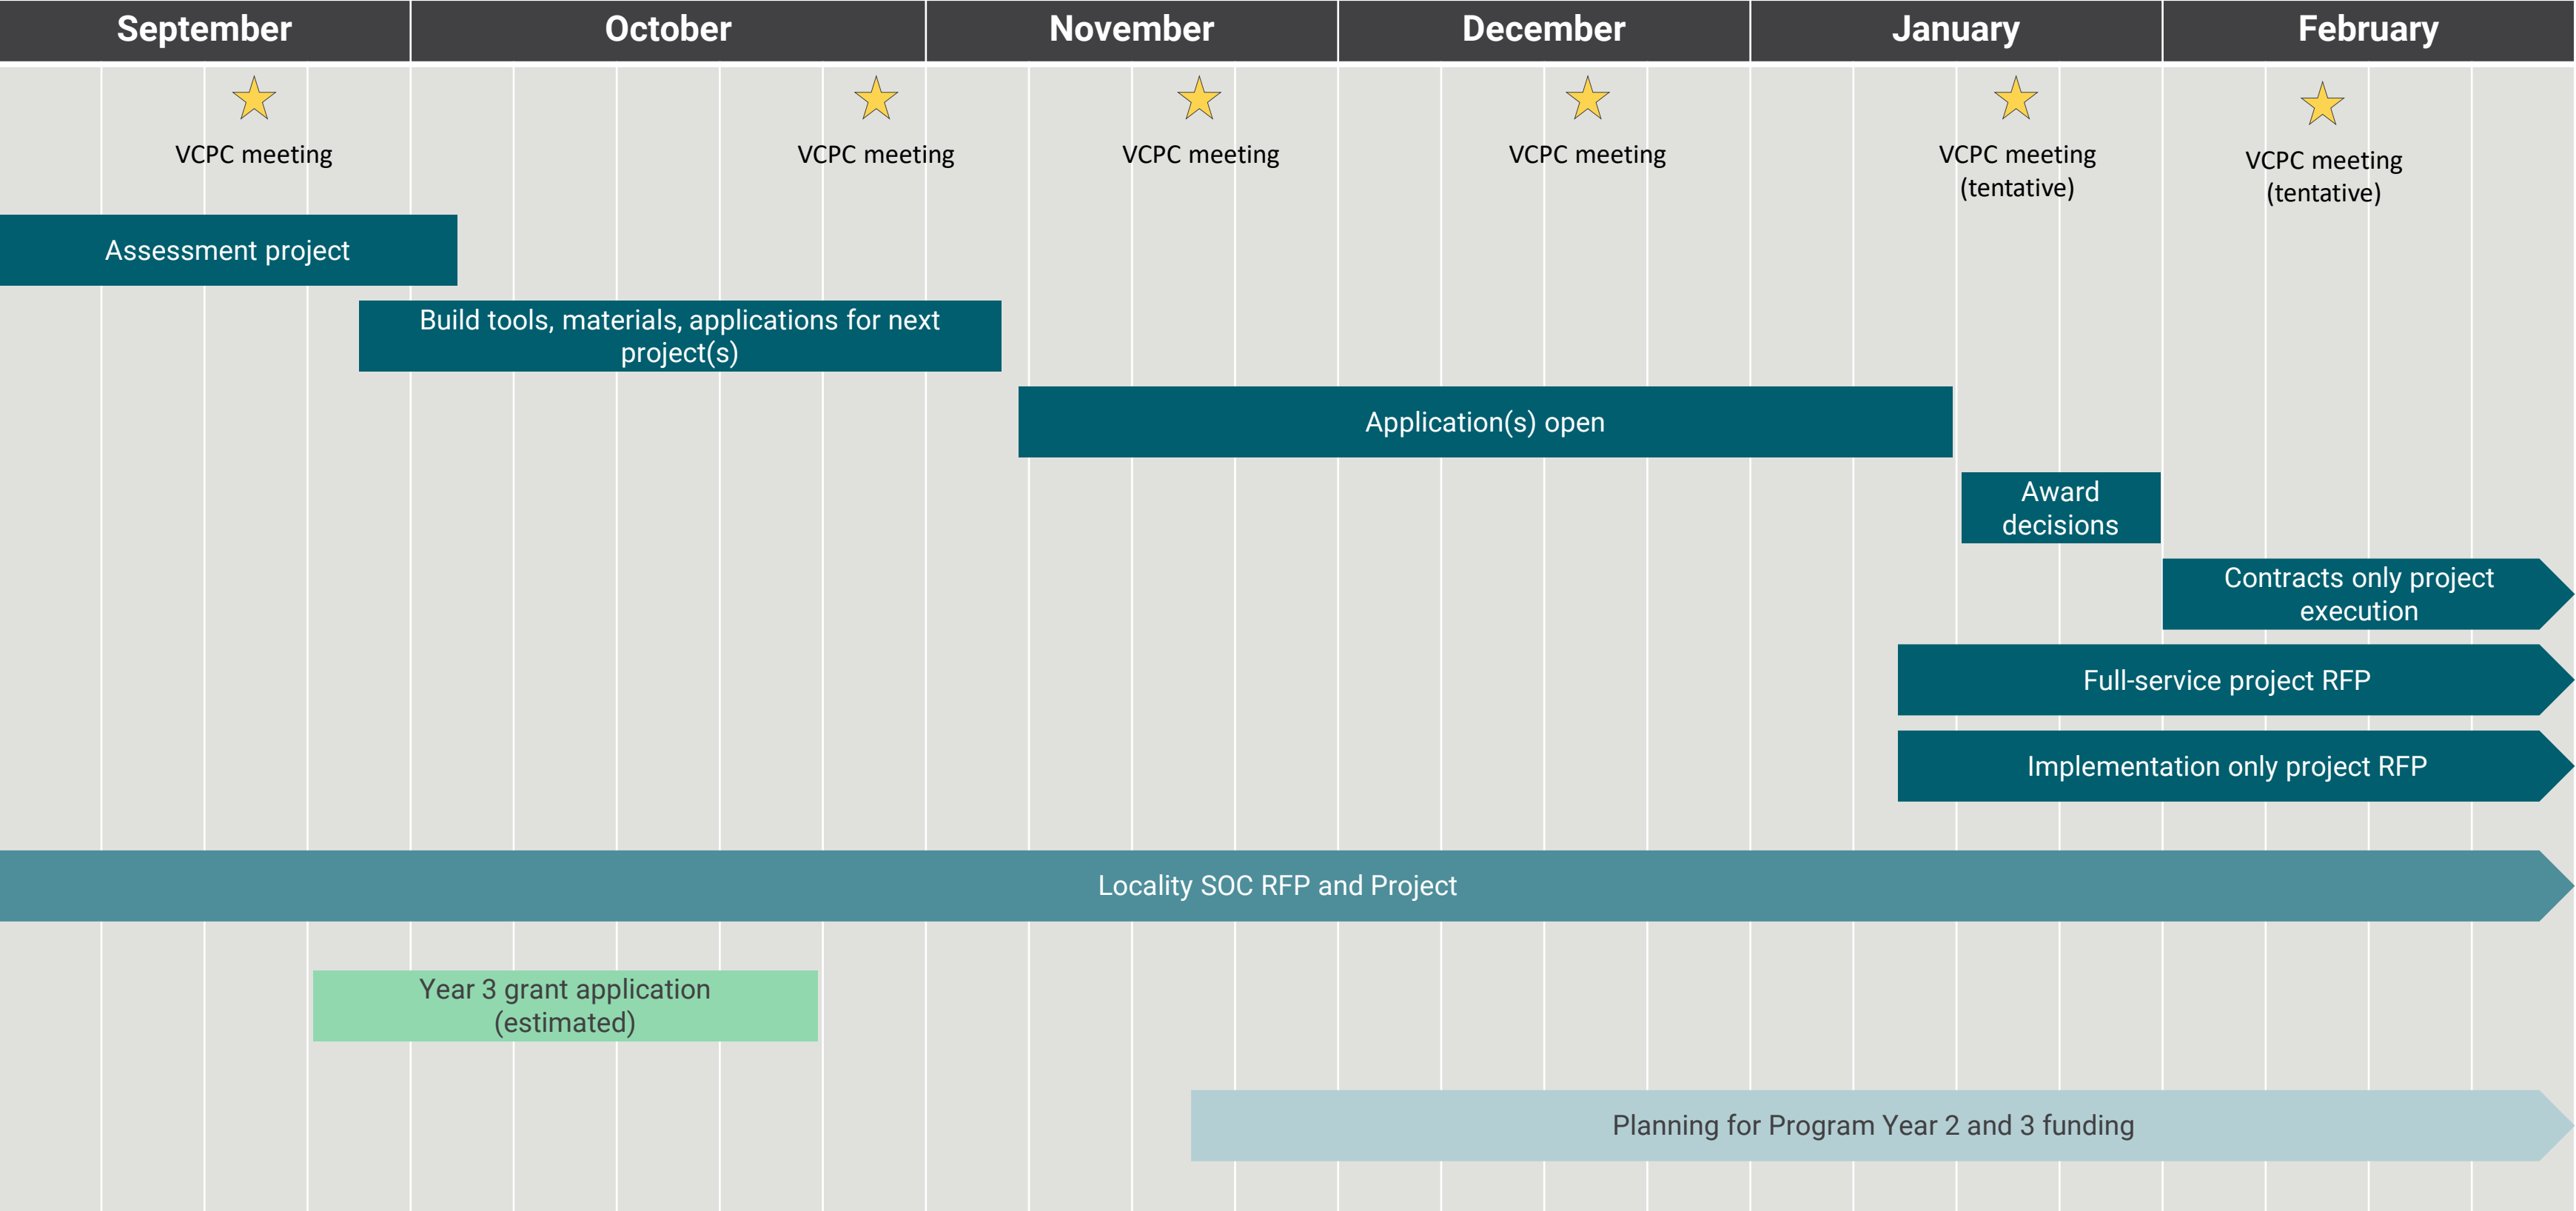 September
October
November
December
January
February
VCPC meeting
VCPC meeting
VCPC meeting
VCPC meeting
VCPC meeting
(tentative)
VCPC meeting
(tentative)
Assessment project
Build tools, materials, applications for next
project(s)
Application(s) open
Award
decisions
Contracts only project
execution
Full-service project RFP
Implementation only project RFP
Locality SOC RFP and Project
Year 3 grant application
(estimated)
Planning for Program Year 2 and 3 funding